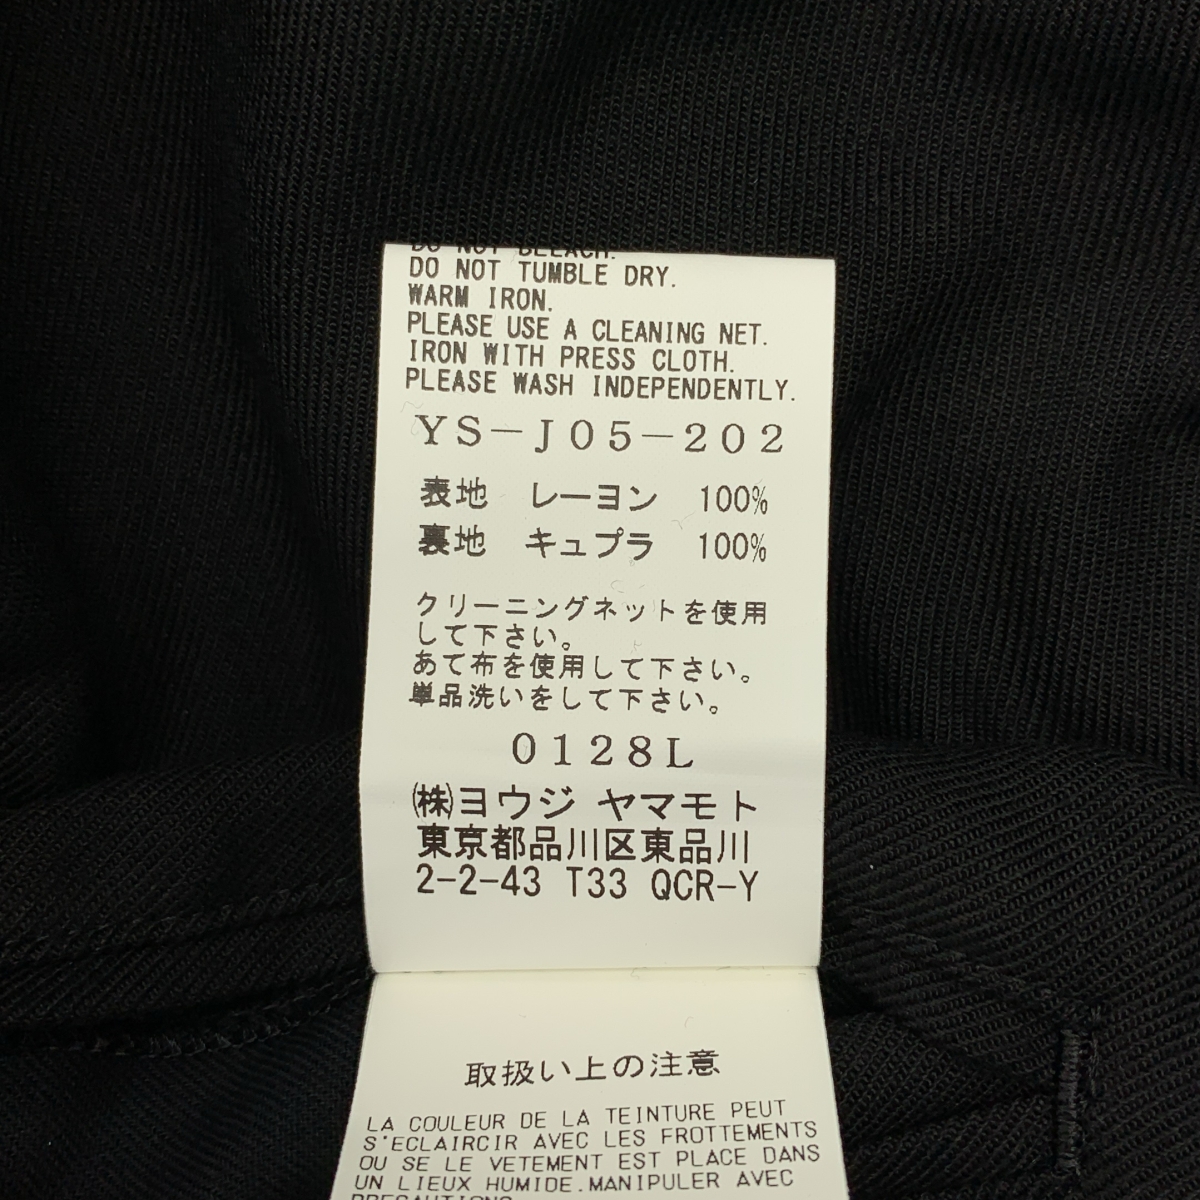 DO NOT BLEACH.
DO NOT TUMBLE DRY.
WARM IRON.
PLEASE USE A CLEANING NET.
IRON WITH PRESS CLOTH.
PLEASE WASH INDEPENDENTLY.
YS-J05-202
表地 レーヨン 100%
裏地 キュプラ 100%
クリーニングネットを使用
して下さい。
あて布を使用して下さい。
単品洗いをして下さい。
0128L
㈱ヨウジ ヤマモト
東京都品川区東品川
2-2-43 T33 QCR-Y
取扱い上の注意
LA COULEUR DE LA TEINTURE PEUT
S'ECLAIRCIR AVEC LES FROTTEMENTS
OU SE LE VETEMENT EST PLACE DANS
UN LIEUX HUMIDE.MANIPULER AVEC
PRECAUTIONS.